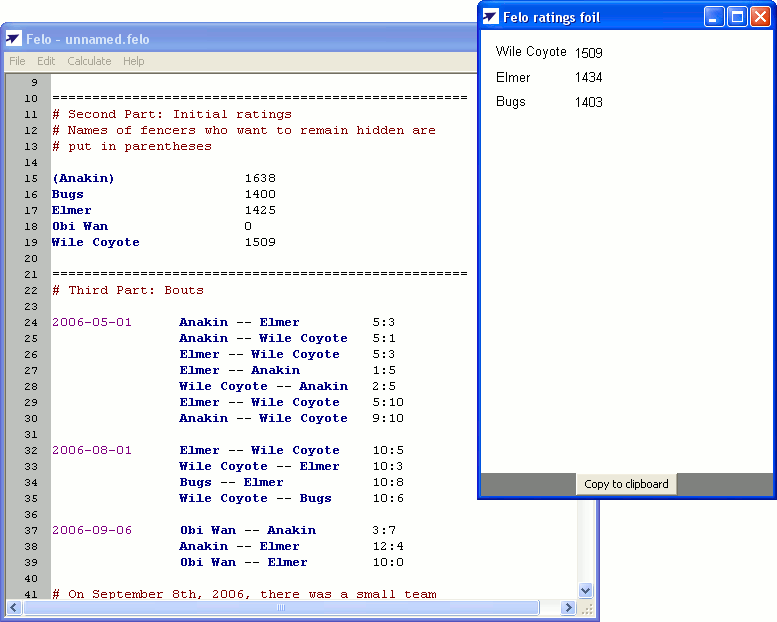 Felo - unnamed.felo
File Edit Calculate Help
9
10 ====================================================
11 # Second Part: Initial ratings
12 # Names of fencers who want to remain hidden are
13 # put in parentheses
14
15 (Anakin) 1638
16 Bugs 1400
17 Elmer 1425
18 Obi Wan 0
19 Wile Coyote 1509
20
21 ====================================================
22 # Third Part: Bouts
23
24 2006-05-01 Anakin -- Elmer 5:3
25 Anakin -- Wile Coyote 5:1
26 Elmer -- Wile Coyote 5:3
27 Elmer -- Anakin 1:5
28 Wile Coyote -- Anakin 2:5
29 Elmer -- Wile Coyote 5:10
30 Anakin -- Wile Coyote 9:10
31
32 2006-08-01 Elmer -- Wile Coyote 10:5
33 Wile Coyote -- Elmer 10:3
34 Bugs -- Elmer 10:8
35 Wile Coyote -- Bugs 10:6
36
37 2006-09-06 Obi Wan -- Anakin 3:7
38 Anakin -- Elmer 12:4
39 Obi Wan -- Elmer 10:0
40
41 # On September 8th, 2006, there was a small team
Felo ratings foil
Wile Coyote 1509
Elmer 1434
Bugs 1403
Copy to clipboard